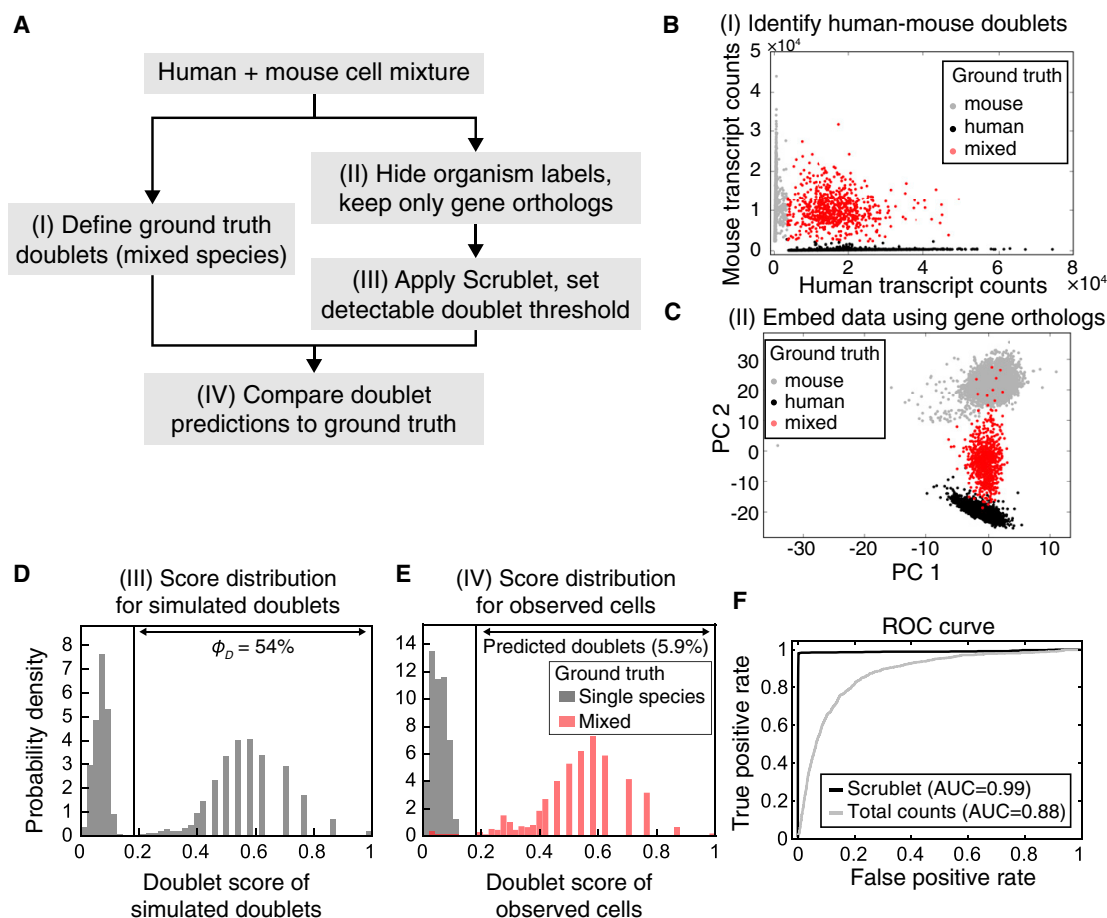 A
Human + mouse cell mixture
(I) Define ground truth
doublets (mixed species)
(II) Hide organism labels,
keep only gene orthologs
(III) Apply Scrublet, set
detectable doublet threshold
(IV) Compare doublet
predictions to ground truth
B
(I) Identify human-mouse doublets
×10⁴
5
4
3
2
1
0
Mouse transcript counts
Ground truth
mouse
human
mixed
0 2 4 6 8
Human transcript counts
×10⁴
C
(II) Embed data using gene orthologs
30
20
10
0
-10
-20
PC 2
Ground truth
mouse
human
mixed
-30 -20 -10 0 10
PC 1
D
(III) Score distribution
for simulated doublets
ϕD = 54%
8
7
6
5
4
3
2
1
0
Probability density
0 0.2 0.4 0.6 0.8 1
Doublet score of
simulated doublets
E
(IV) Score distribution
for observed cells
Predicted doublets (5.9%)
Ground truth
Single species
Mixed
14
12
10
8
6
4
2
0
0 0.2 0.4 0.6 0.8 1
Doublet score of
observed cells
F
ROC curve
1
0.8
0.6
0.4
0.2
0
True positive rate
Scrublet (AUC=0.99)
Total counts (AUC=0.88)
0 0.2 0.4 0.6 0.8 1
False positive rate